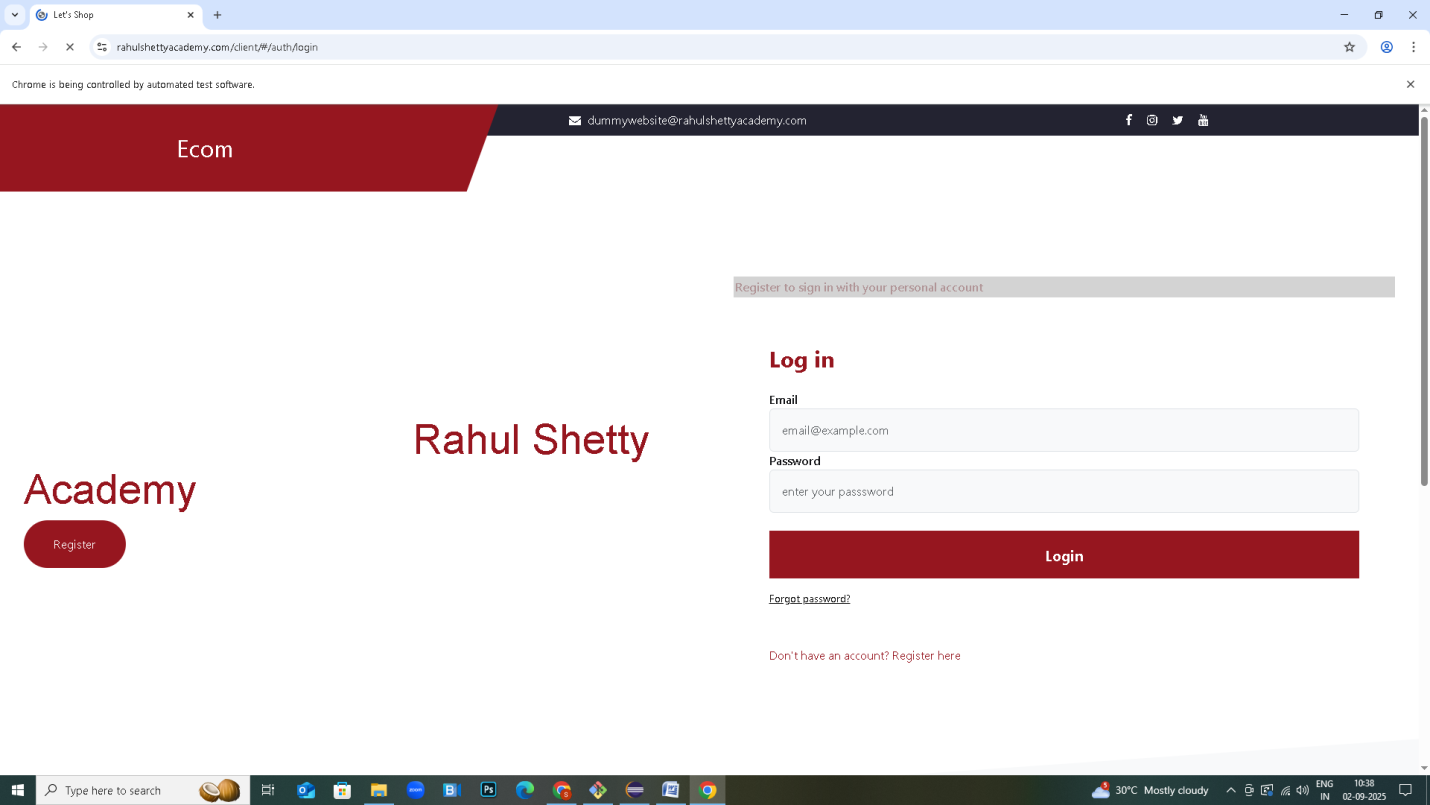 Let's Shop
rahulshettyacademy.com/client/#/auth/login
Chrome is being controlled by automated test software.
dummywebsite@rahulshettyacademy.com
Ecom
Register to sign in with your personal account
Log in
Email
email@example.com
Password
enter your passsword
Login
Forgot password?
Don't have an account? Register here
Rahul Shetty
Academy
Register
Type here to search
zoom
Ps
30°C Mostly cloudy
ENG
IN
10:38
02-09-2025